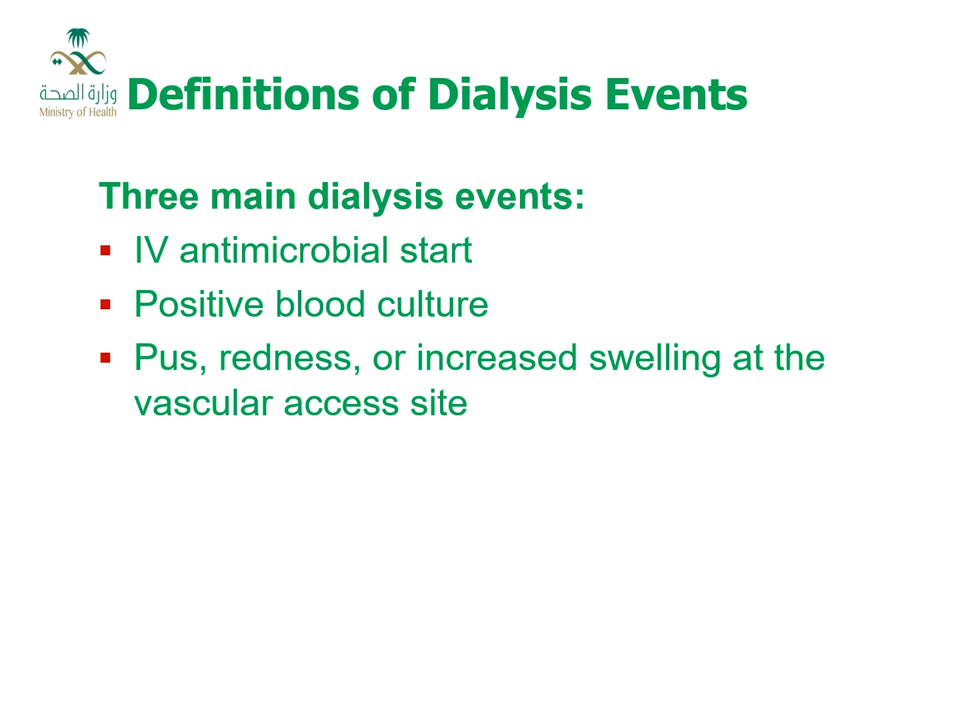 وزارة الصحة
Ministry of Health
Definitions of Dialysis Events
Three main dialysis events:
▪ IV antimicrobial start
▪ Positive blood culture
▪ Pus, redness, or increased swelling at the
vascular access site